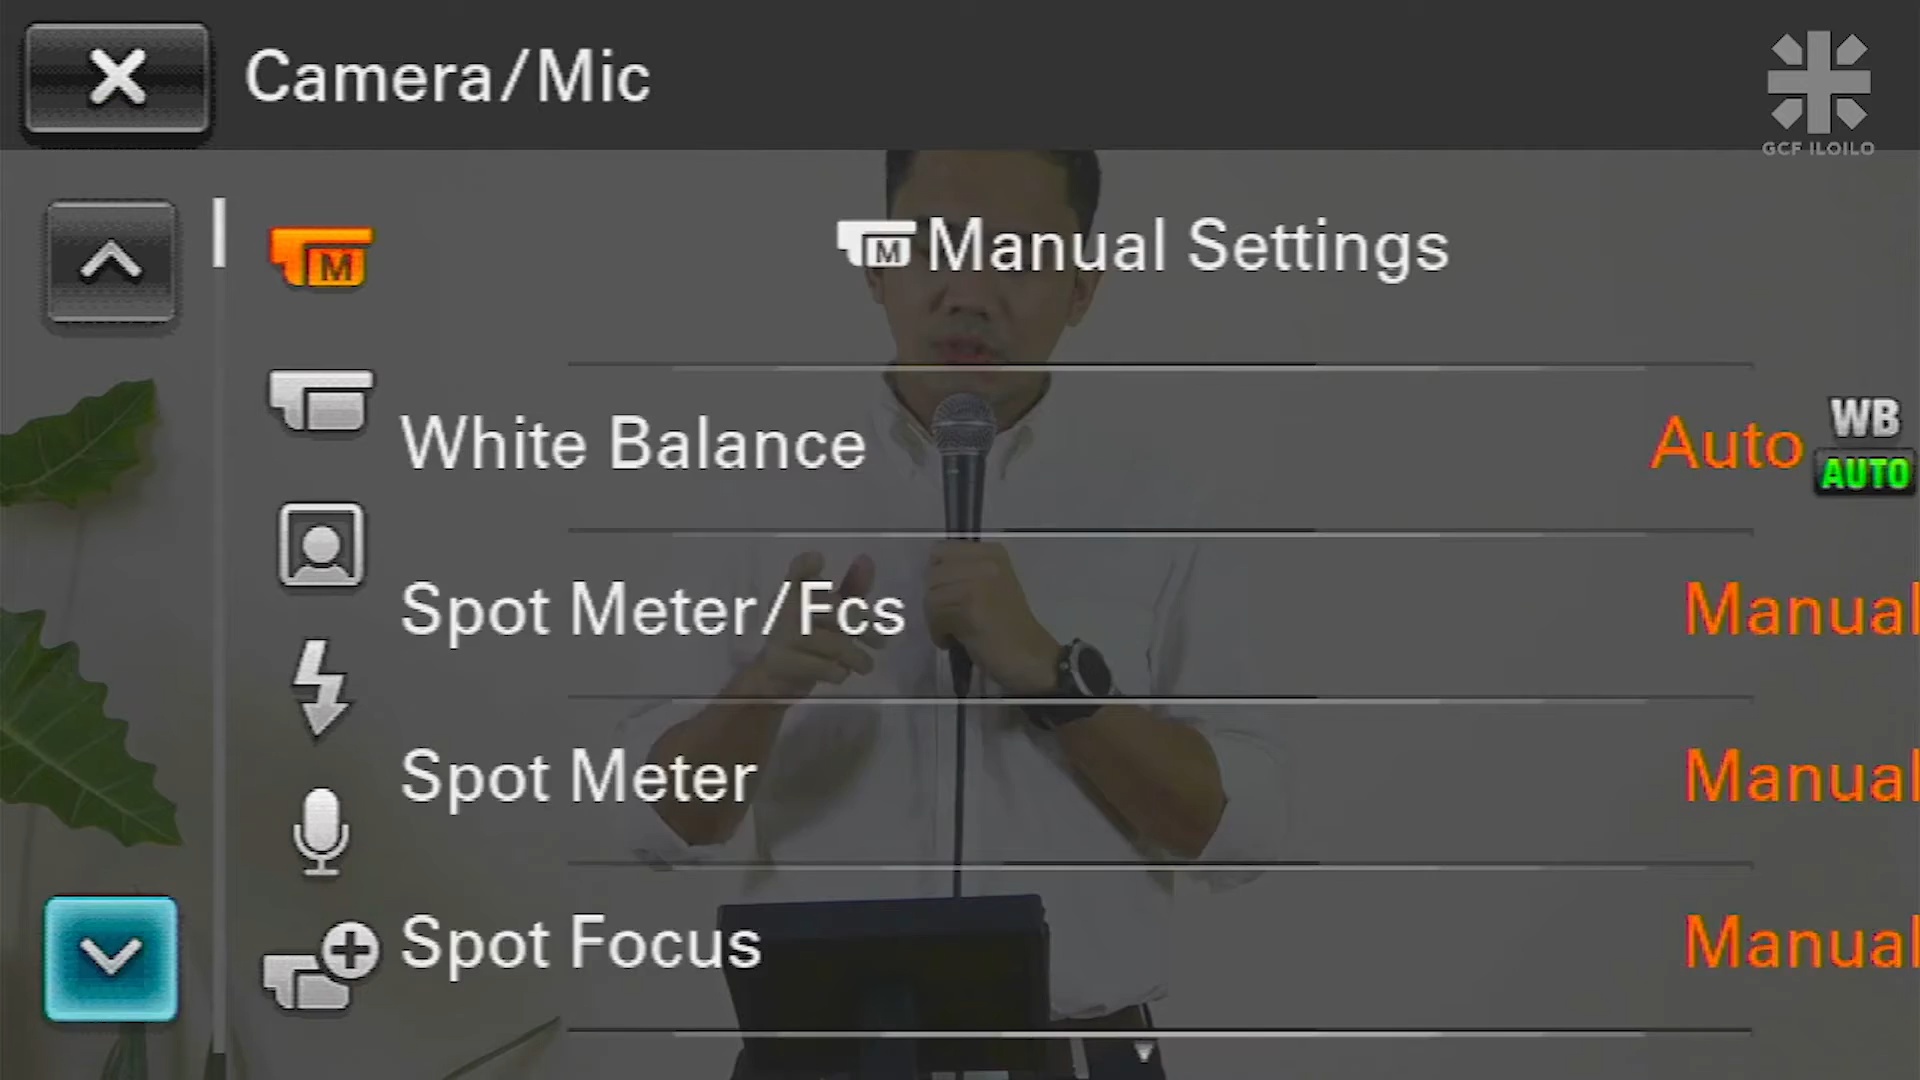 Camera/Mic
GCF ILOILO
M Manual Settings
M
White Balance Auto WB AUTO
Spot Meter/Fcs Manual
Spot Meter Manual
Spot Focus Manual